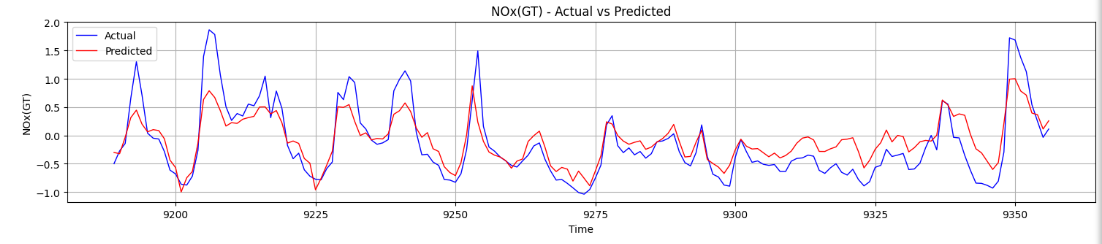 NOx(GT) - Actual vs Predicted
Actual
Predicted
NOx(GT)
2.0
1.5
1.0
0.5
0.0
−0.5
−1.0
9200 9225 9250 9275 9300 9325 9350
Time